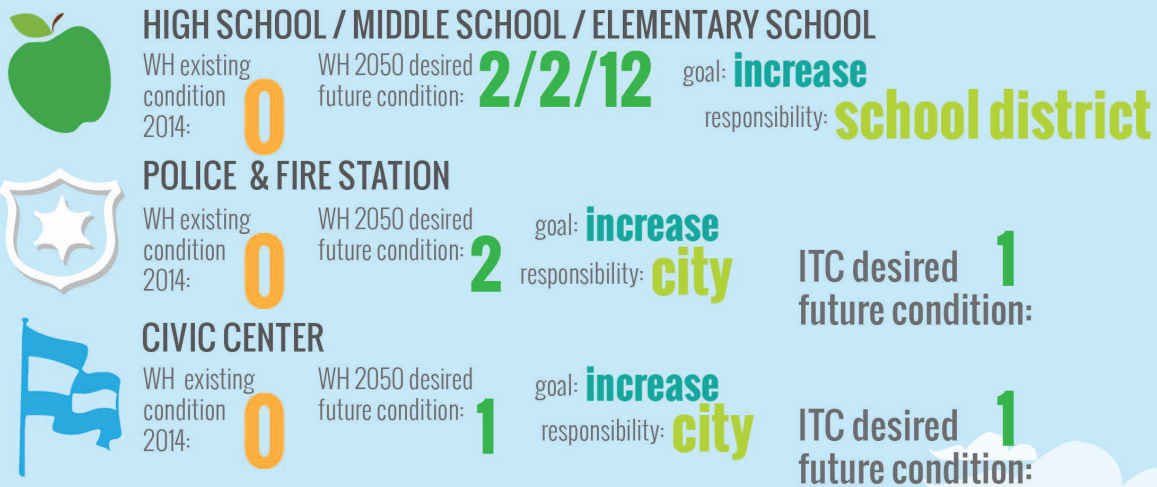 HIGH SCHOOL / MIDDLE SCHOOL / ELEMENTARY SCHOOL
WH existing condition 2014: 0
WH 2050 desired future condition: 2/2/12
goal: increase
responsibility: school district
POLICE & FIRE STATION
WH existing condition 2014: 0
WH 2050 desired future condition: 2
goal: increase
responsibility: city
ITC desired future condition: 1
CIVIC CENTER
WH existing condition 2014: 0
WH 2050 desired future condition: 1
goal: increase
responsibility: city
ITC desired future condition: 1